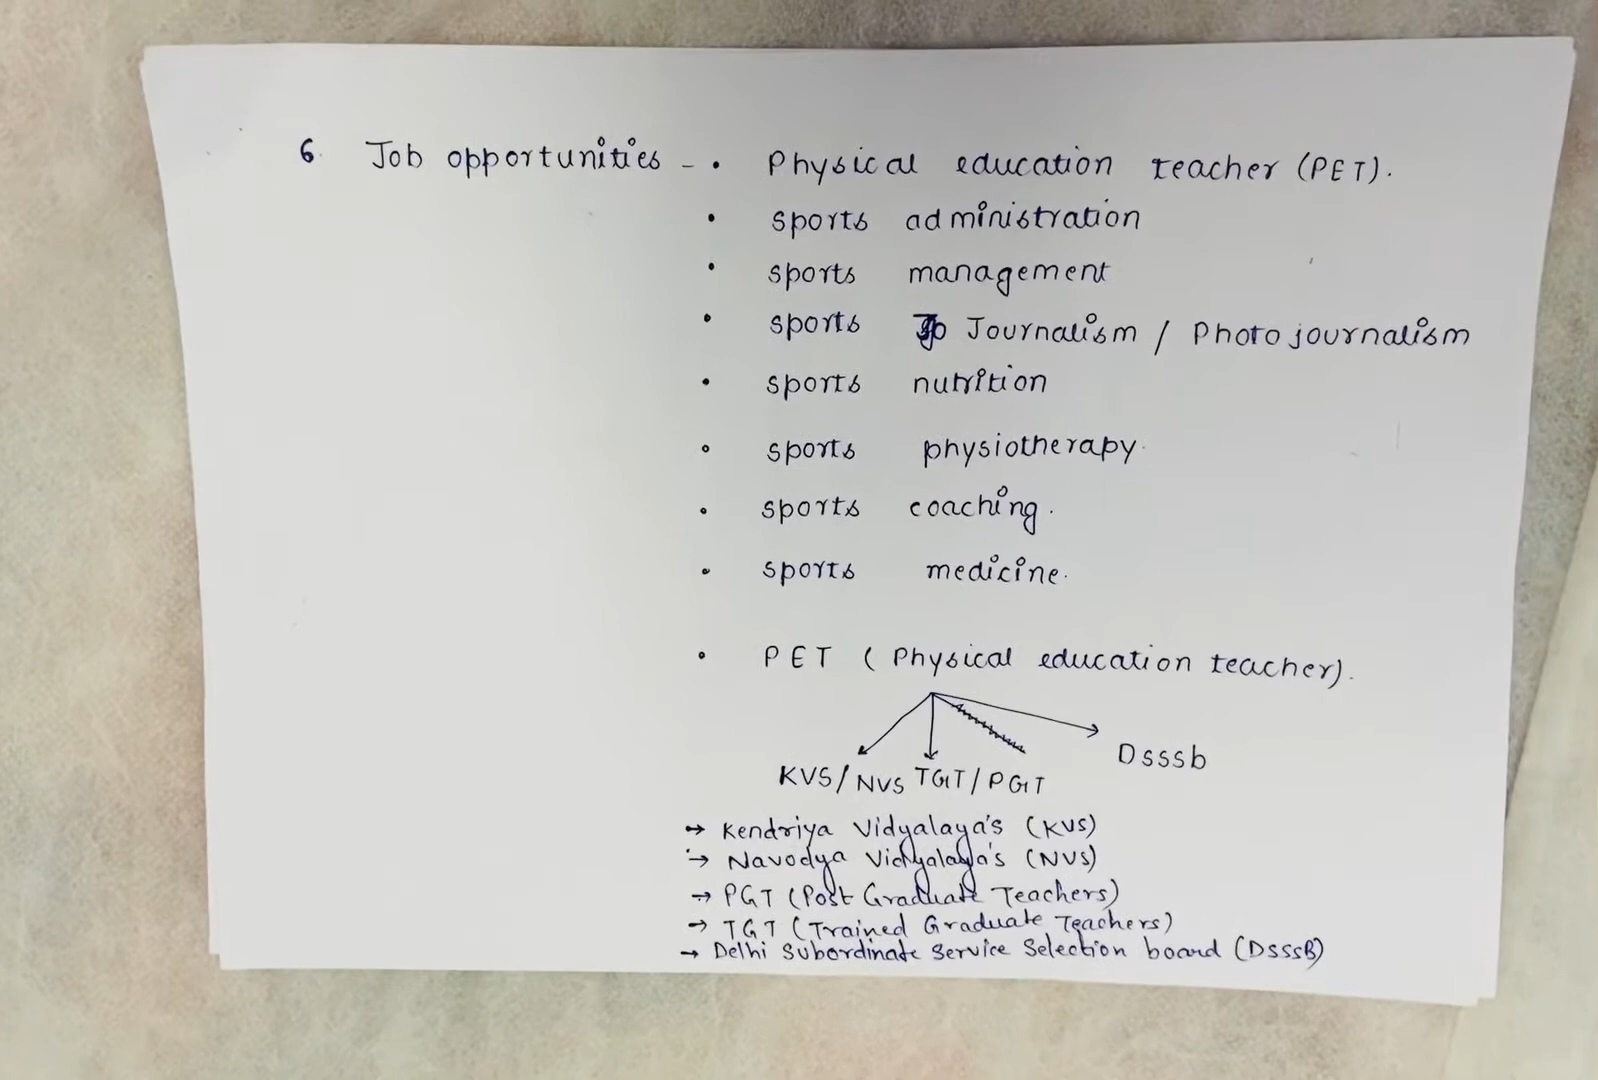 6. Job opportunities - • Physical education teacher (PET).
• sports administration
• sports management
• sports Journalism / Photojournalism
• sports nutrition
• sports physiotherapy.
• sports coaching.
• sports medicine.
• PET (Physical education teacher).
KVS/NVS TGT/PGT Dsssb
→ Kendriya Vidyalaya's (KVS)
→ Navodya Vidyalaya's (NVS)
→ PGT (Post Graduate Teachers)
→ TGT (Trained Graduate Teachers)
→ Delhi Subordinate Service Selection board (DSSSB)